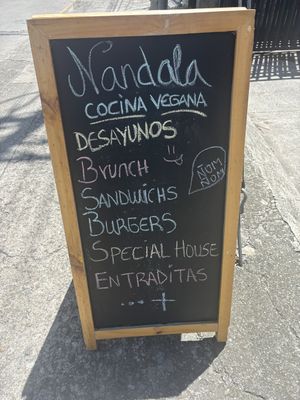 Nandala
COCINA VEGANA
DESAYUNOS
BRUNCH
NOM
NOM
SANDWICHS
BURGERS
SPECIAL HOUSE
ENTRADITAS
... → +